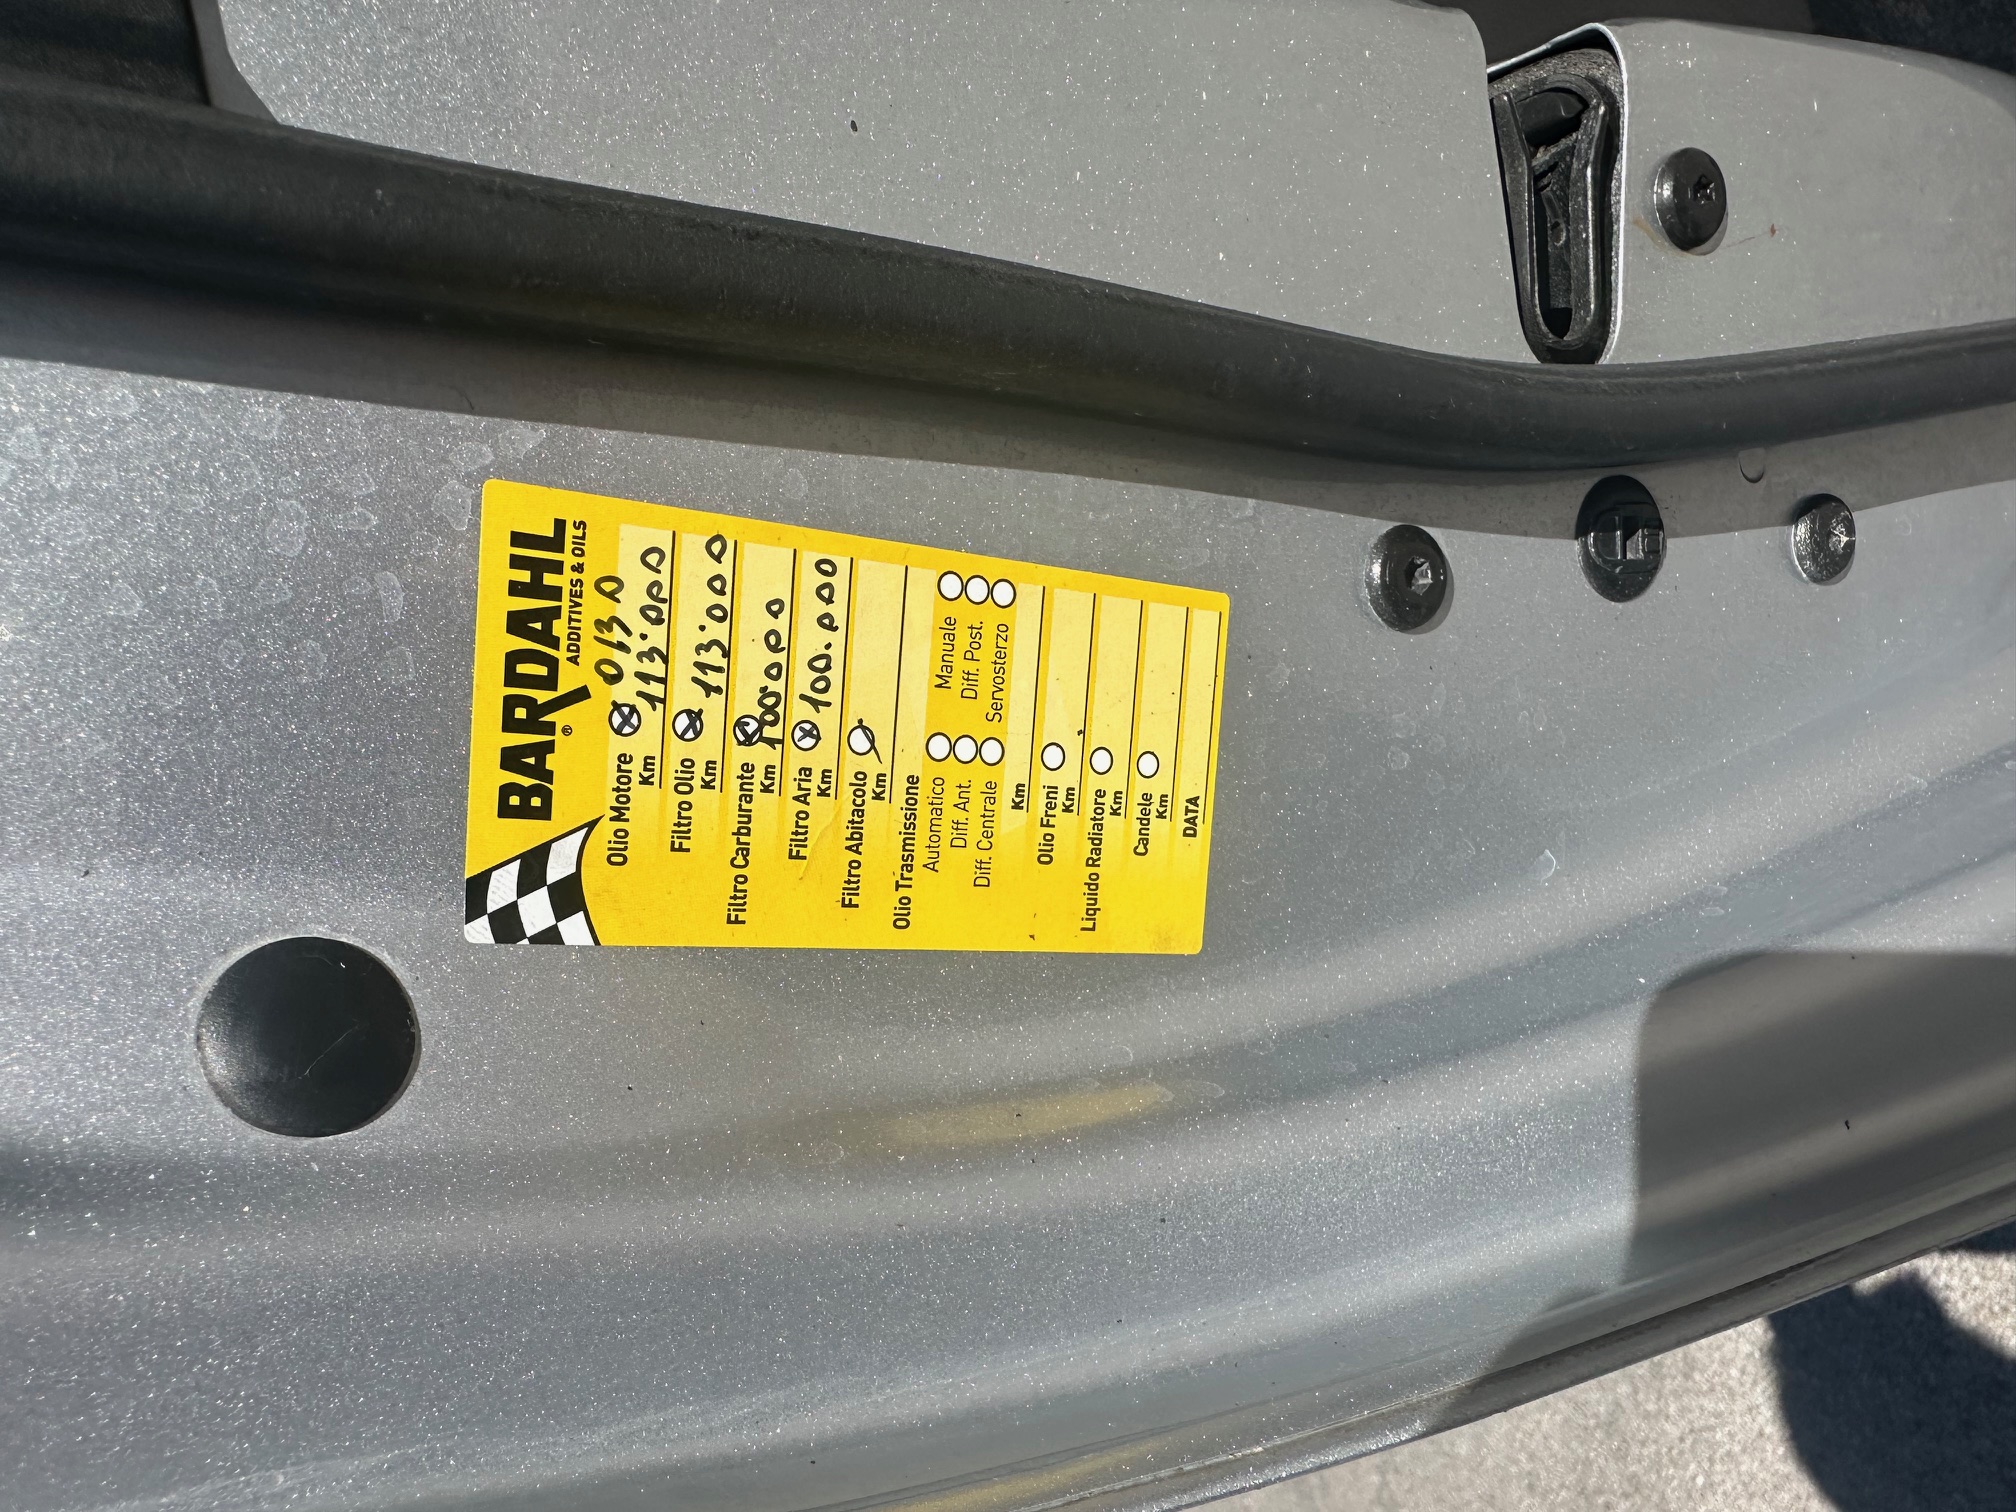 BARDAHL
®
ADDITIVES & OILS
Olio Motore 0/30
Km 113.000
Filtro Olio
Km 113.000
Filtro Carburante
Km 100.000
Filtro Aria
Km 100.000
Filtro Abitacolo
Km
Olio Trasmissione
Automatico Manuale
Diff. Ant. Diff. Post.
Diff. Centrale Servosterzo
Km
Olio Freni
Km
Liquido Radiatore
Km
Candele
Km
DATA